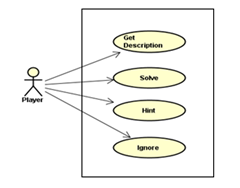 Get
Description
Solve
Player
Hint
Ignore